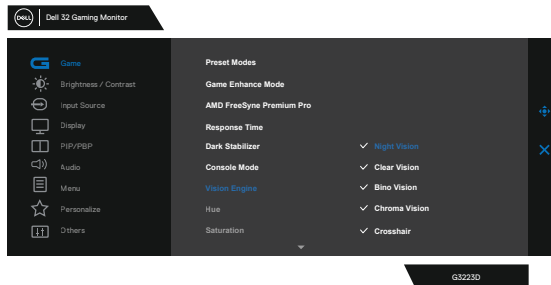 DELL
Dell 32 Gaming Monitor
Game
Brightness / Contrast
Input Source
Display
PIP/PBP
Audio
Menu
Personalize
Others
Preset Modes
Game Enhance Mode
AMD FreeSync Premium Pro
Response Time
Dark Stabilizer
Console Mode
Vision Engine
Hue
Saturation
Night Vision
Clear Vision
Bino Vision
Chroma Vision
Crosshair
G3223D